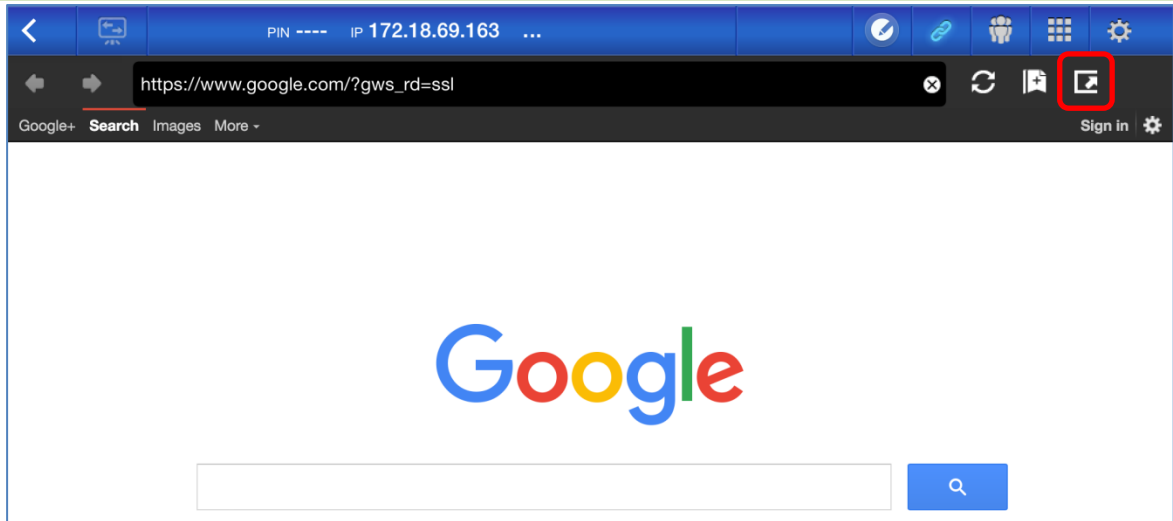 PIN ---- IP 172.18.69.163 ...
https://www.google.com/?gws_rd=ssl
Google+ Search Images More Sign in
Google